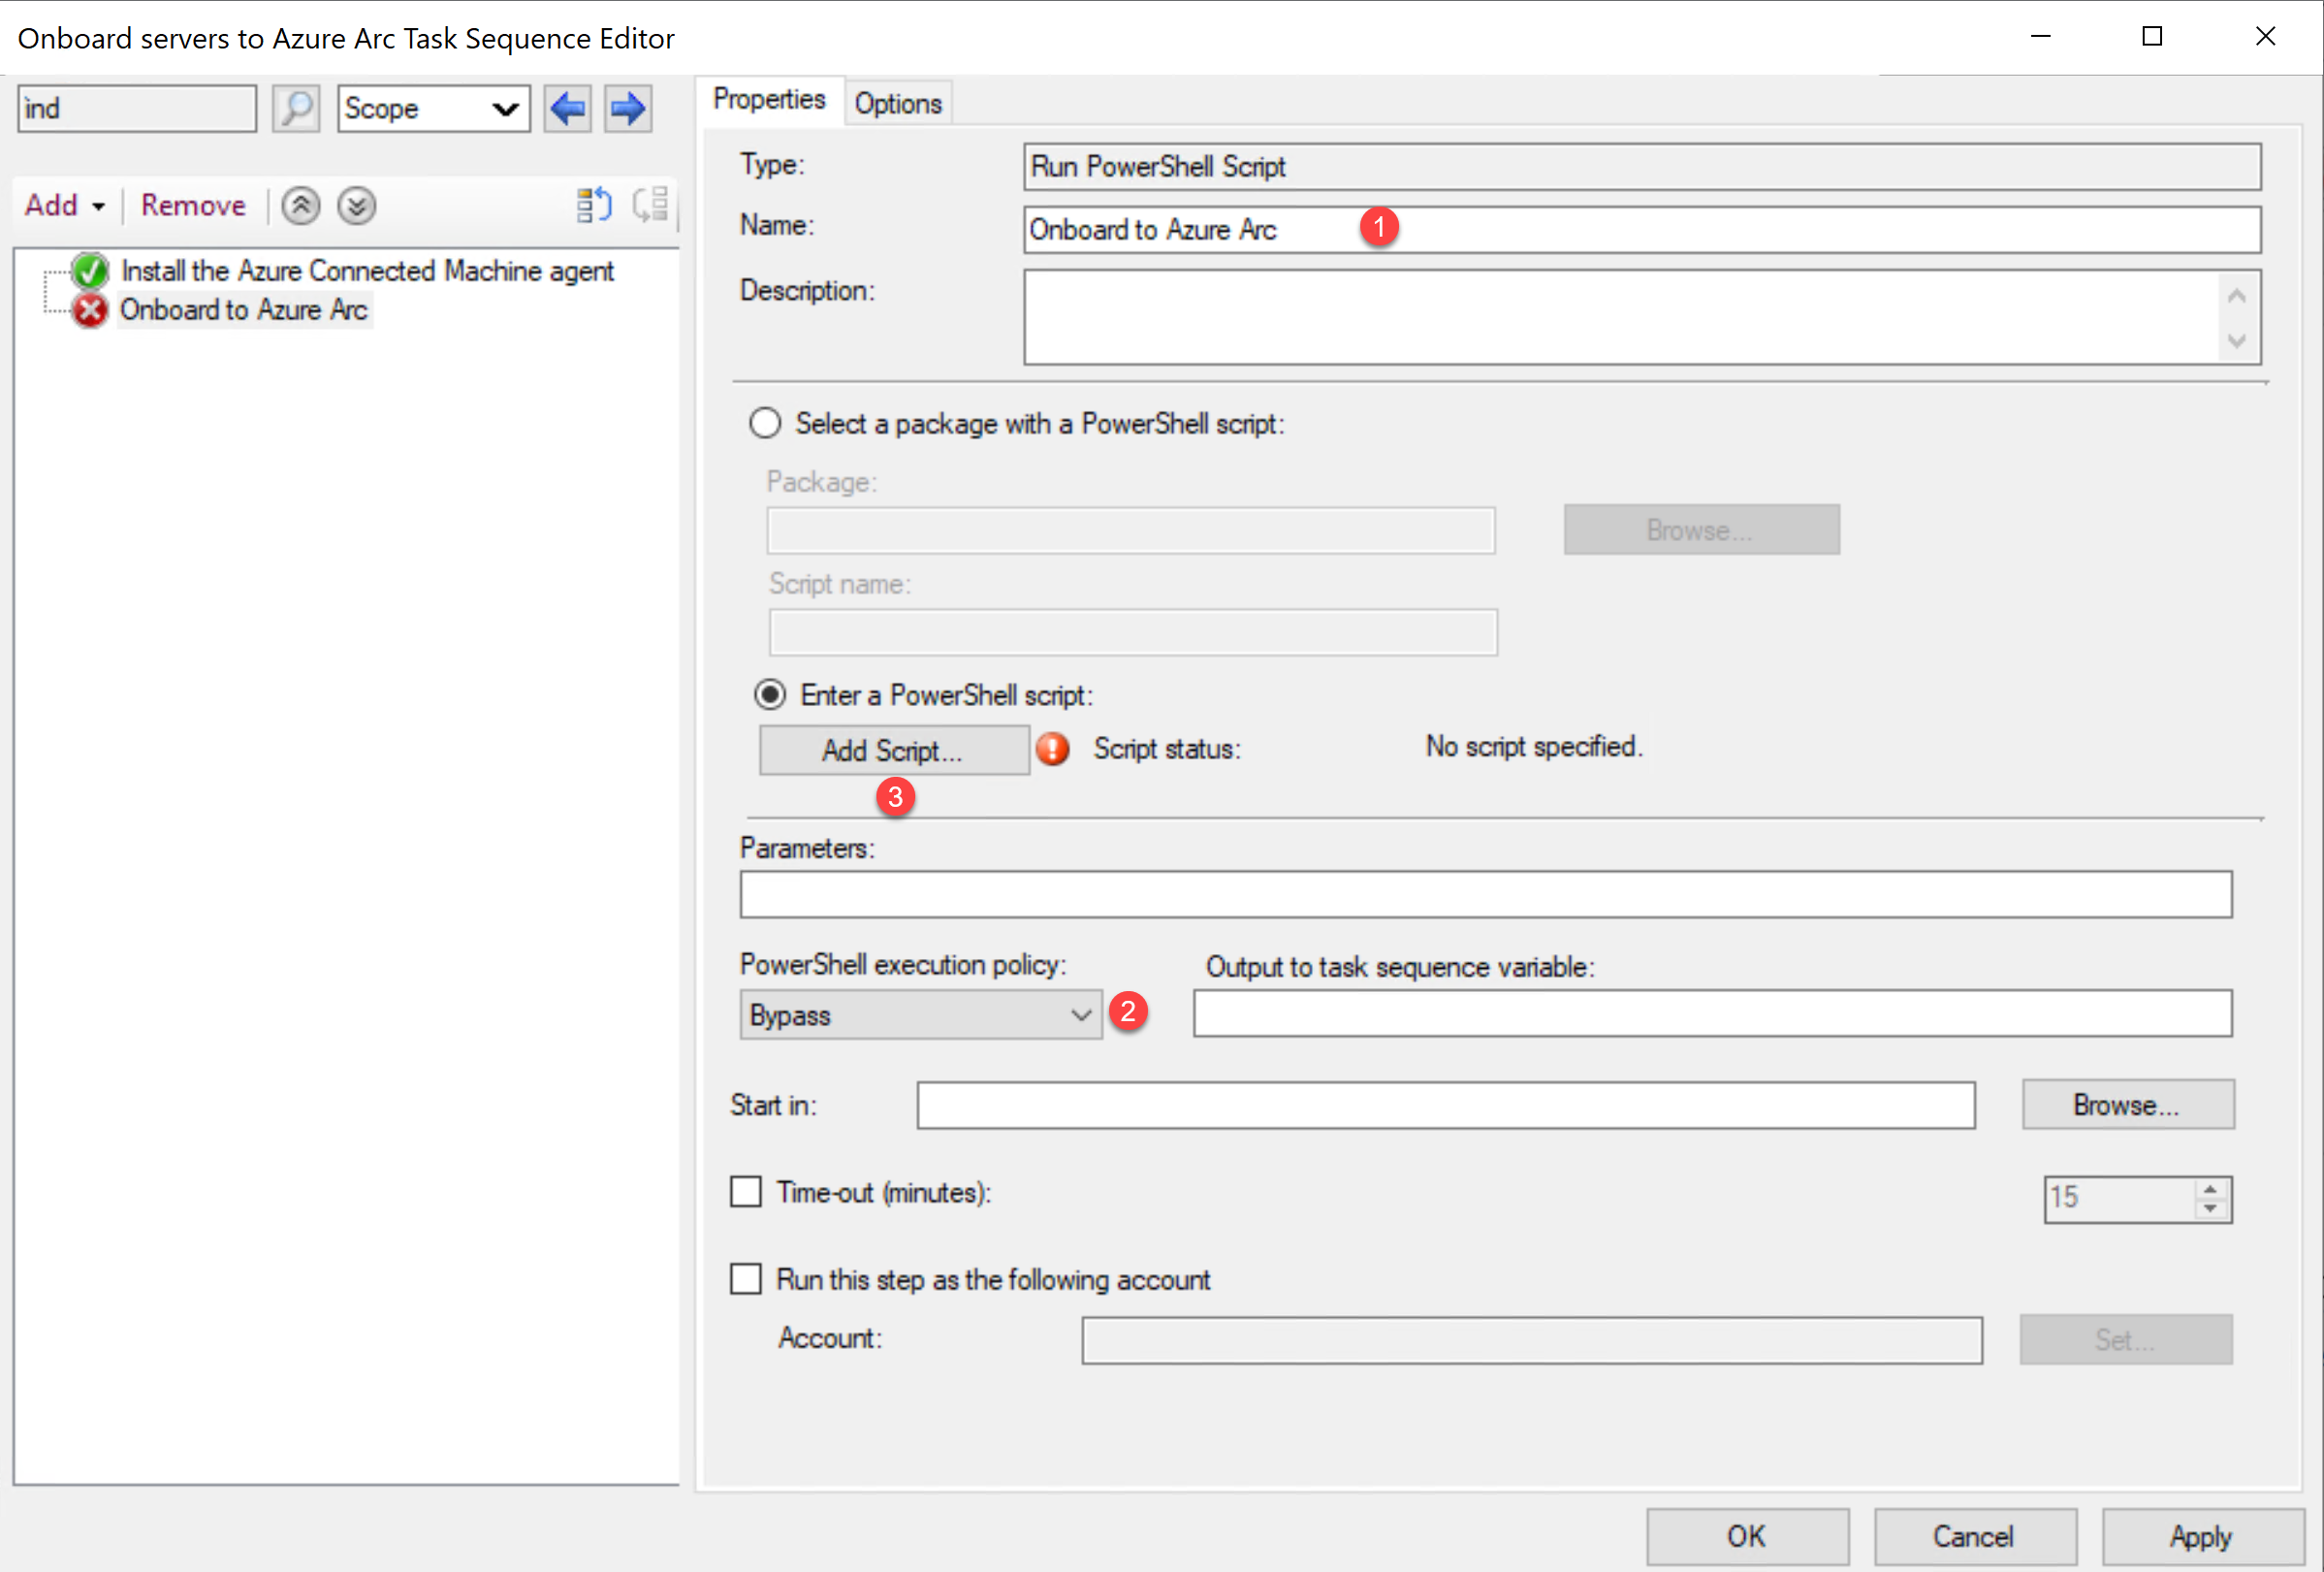 Onboard servers to Azure Arc Task Sequence Editor
ind
Scope
Add
Remove
Install the Azure Connected Machine agent
Onboard to Azure Arc
Properties
Options
Type:
Run PowerShell Script
Name:
Onboard to Azure Arc
1
Description:
Select a package with a PowerShell script:
Package:
Browse...
Script name:
Enter a PowerShell script:
Add Script...
Script status:
No script specified.
3
Parameters:
PowerShell execution policy:
Output to task sequence variable:
Bypass
2
Start in:
Browse...
Time-out (minutes):
15
Run this step as the following account
Account:
Set...
OK
Cancel
Apply